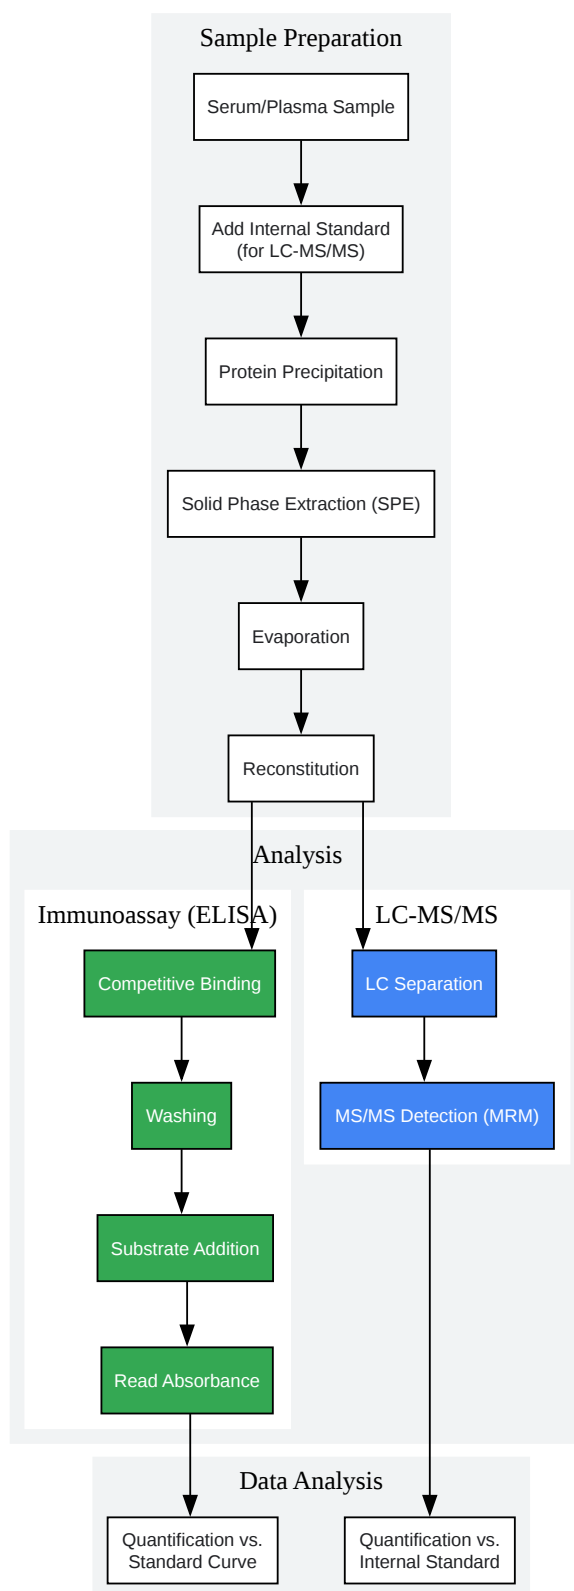 Sample Preparation
Serum/Plasma Sample
Add Internal Standard
(for LC-MS/MS)
Protein Precipitation
Solid Phase Extraction (SPE)
Evaporation
Reconstitution
Analysis
Immunoassay (ELISA)
LC-MS/MS
Competitive Binding
LC Separation
Washing
MS/MS Detection (MRM)
Substrate Addition
Read Absorbance
Data Analysis
Quantification vs.
Standard Curve
Quantification vs.
Internal Standard